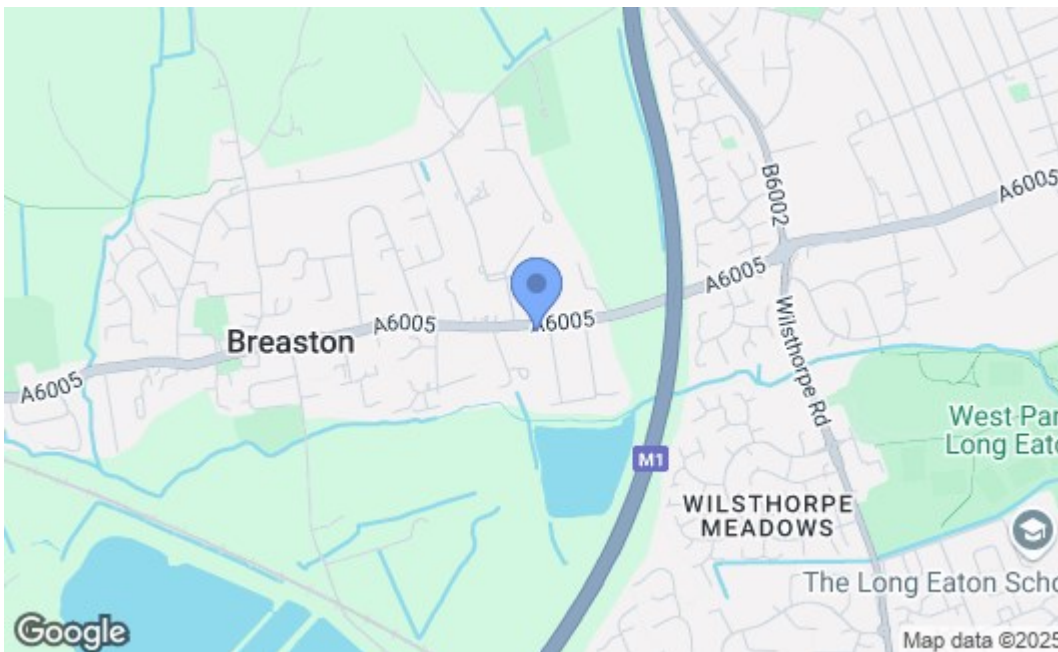 A6005
B6002
A6005
A6005
A6005
Breaston
A6005
Wilsthorpe Rd
West Par
Long Eato
M1
WILSTHORPE
MEADOWS
The Long Eaton Scho
Google
Map data ©2025